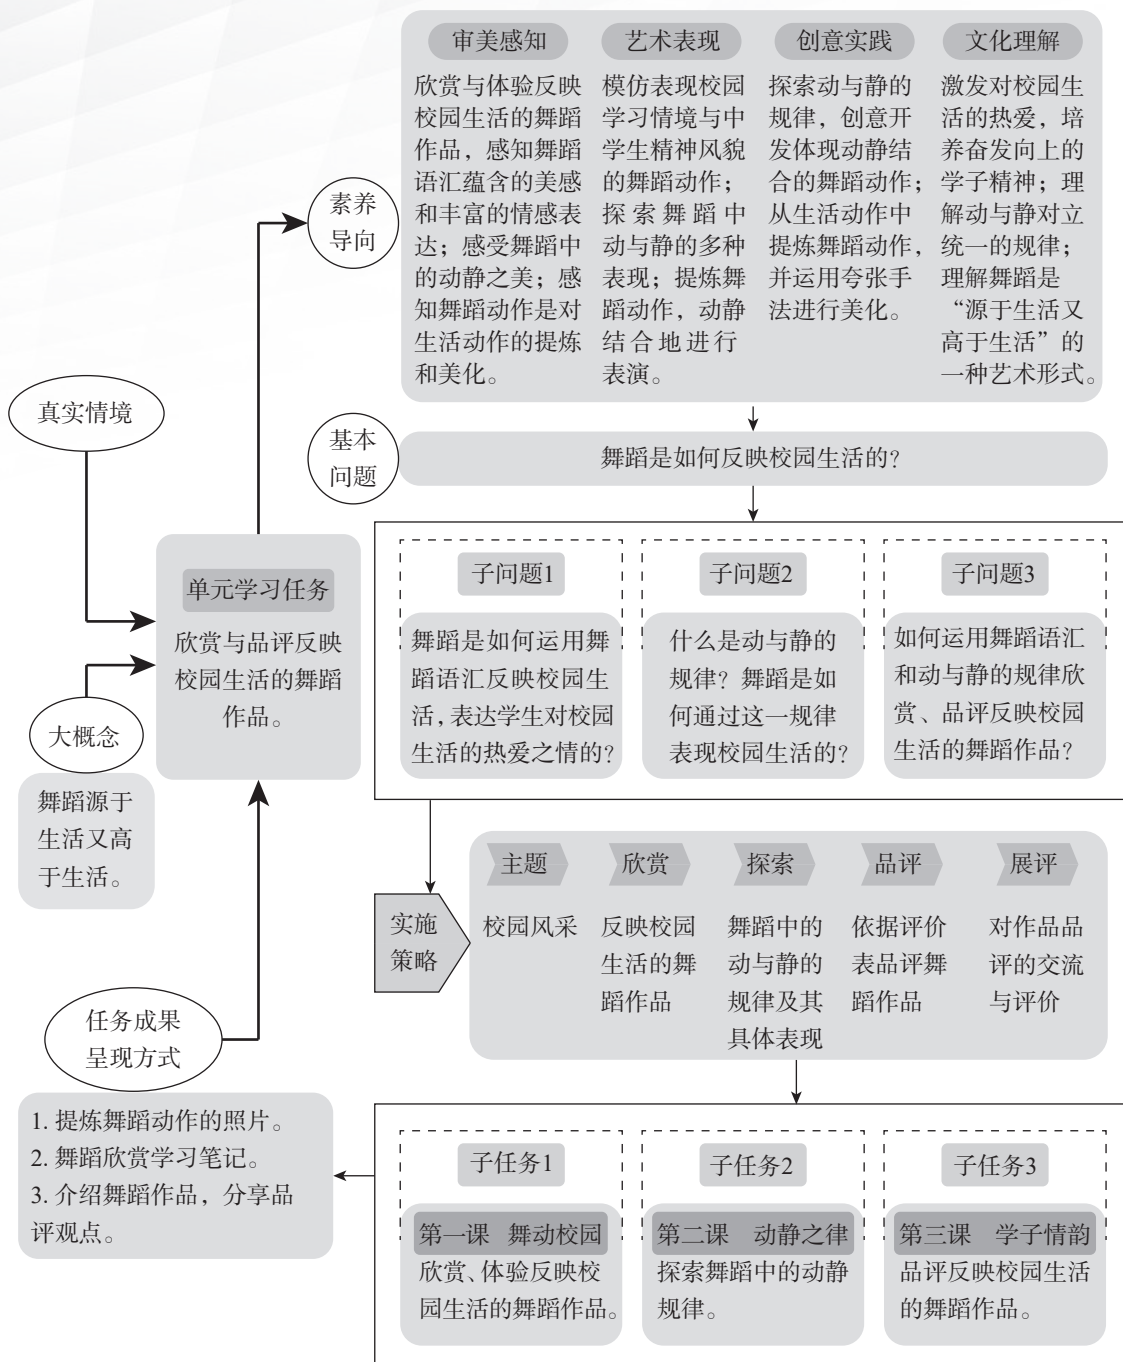 审美感知
欣赏与体验反映
校园生活的舞蹈
作品，感知舞蹈
语汇蕴含的美感
和丰富的情感表
达；感受舞蹈中
的动静之美；感
知舞蹈动作是对
生活动作的提炼
和美化。
艺术表现
模仿表现校园
学习情境与中
学生精神风貌
的舞蹈动作；
探索舞蹈中
动与静的多种
表现；提炼舞
蹈动作，动静
结合地进行
表演。
创意实践
探索动与静的
规律，创意开
发体现动静结
合的舞蹈动作；
从生活动作中
提炼舞蹈动作，
并运用夸张手
法进行美化。
文化理解
激发对校园生
活的热爱，培
养奋发向上的
学子精神；理
解动与静对立
统一的规律；
理解舞蹈是
“源于生活又
高于生活”的
一种艺术形式。
素养
导向
真实情境
基本
问题
舞蹈是如何反映校园生活的？
单元学习任务
欣赏与品评反映
校园生活的舞蹈
作品。
子问题1
舞蹈是如何运用舞
蹈语汇反映校园生
活，表达学生对校园
生活的热爱之情的？
子问题2
什么是动与静的
规律？舞蹈是如
何通过这一规律
表现校园生活的？
子问题3
如何运用舞蹈语汇
和动与静的规律欣
赏、品评反映校园
生活的舞蹈作品？
大概念
舞蹈源于
生活又高
于生活。
实施
策略
主题
校园风采
欣赏
反映校园
生活的舞
蹈作品
探索
舞蹈中的
动与静的
规律及其
具体表现
品评
依据评价
表品评舞
蹈作品
展评
对作品品
评的交流
与评价
任务成果
呈现方式
1. 提炼舞蹈动作的照片。
2. 舞蹈欣赏学习笔记。
3. 介绍舞蹈作品，分享品
评观点。
子任务1
第一课 舞动校园
欣赏、体验反映校
园生活的舞蹈作品。
子任务2
第二课 动静之律
探索舞蹈中的动静
规律。
子任务3
第三课 学子情韵
品评反映校园生活
的舞蹈作品。